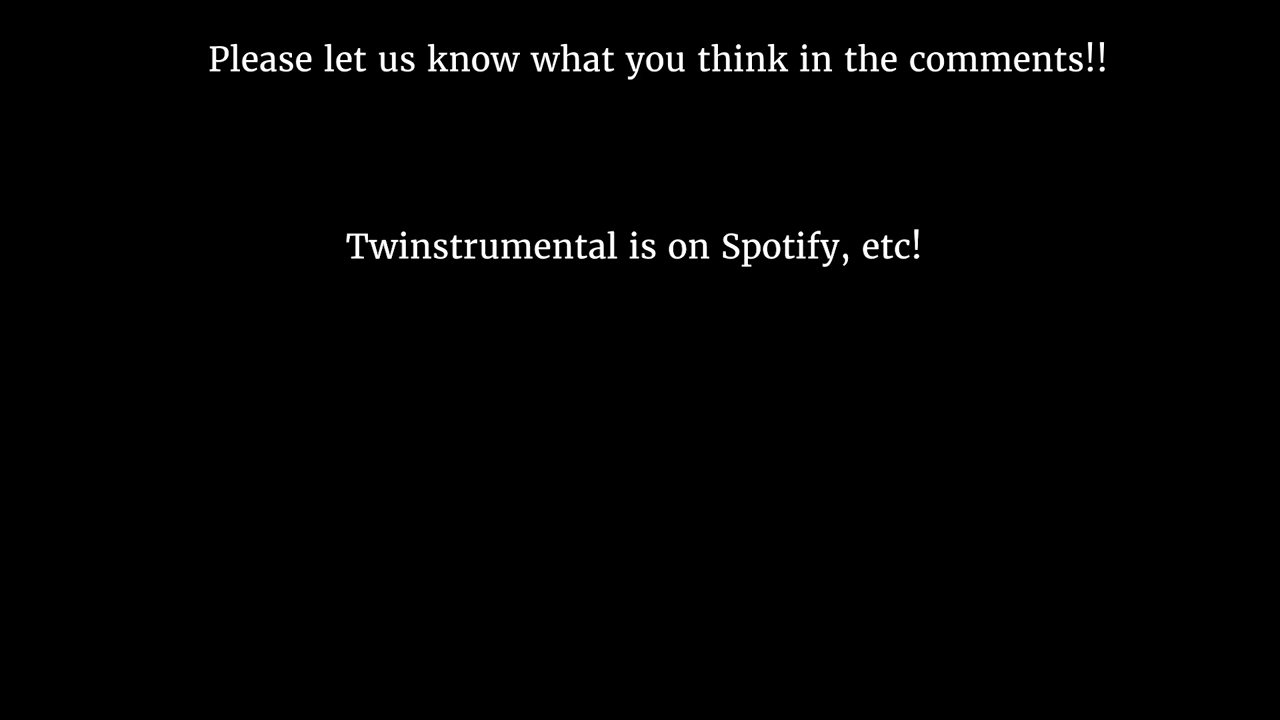 Please let us know what you think in the comments!!
Twinstrumental is on Spotify, etc!